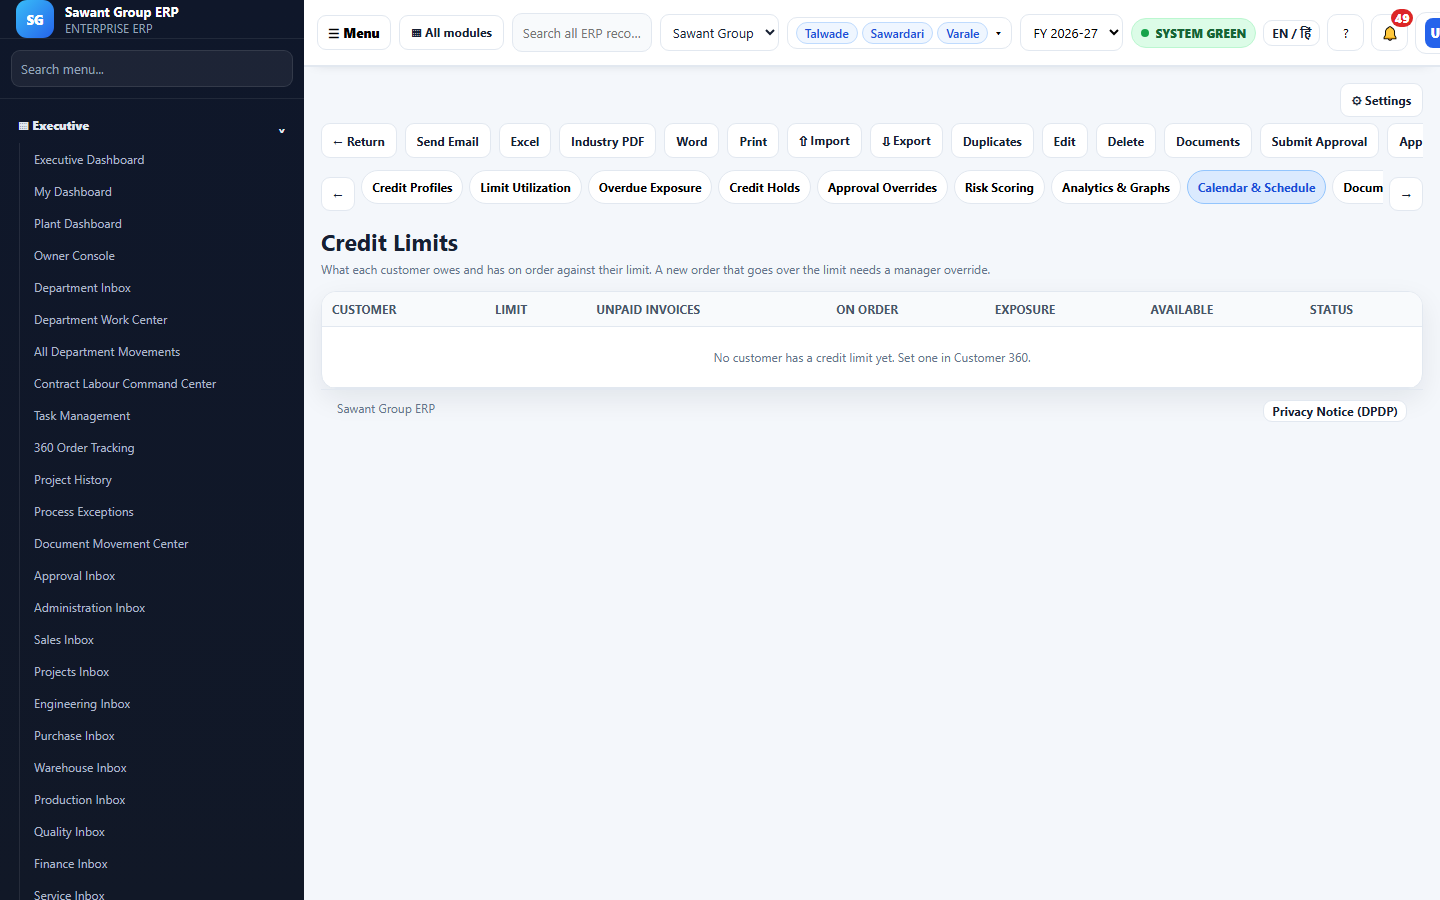 SG
Sawant Group ERP
ENTERPRISE ERP
Search menu...
Executive
Executive Dashboard
My Dashboard
Plant Dashboard
Owner Console
Department Inbox
Department Work Center
All Department Movements
Contract Labour Command Center
Task Management
360 Order Tracking
Project History
Process Exceptions
Document Movement Center
Approval Inbox
Administration Inbox
Sales Inbox
Projects Inbox
Engineering Inbox
Purchase Inbox
Warehouse Inbox
Production Inbox
Quality Inbox
Finance Inbox
Service Inbox
☰ Menu
All modules
Search all ERP reco...
Sawant Group
Talwade Sawardari Varale
FY 2026-27
SYSTEM GREEN
EN / हिं
?
49
U
⚙ Settings
← Return Send Email Excel Industry PDF Word Print ⇧ Import ⇩ Export Duplicates Edit Delete Documents Submit Approval App
← Credit Profiles Limit Utilization Overdue Exposure Credit Holds Approval Overrides Risk Scoring Analytics & Graphs Calendar & Schedule Docum →
Credit Limits
What each customer owes and has on order against their limit. A new order that goes over the limit needs a manager override.
CUSTOMER LIMIT UNPAID INVOICES ON ORDER EXPOSURE AVAILABLE STATUS
No customer has a credit limit yet. Set one in Customer 360.
Sawant Group ERP
Privacy Notice (DPDP)